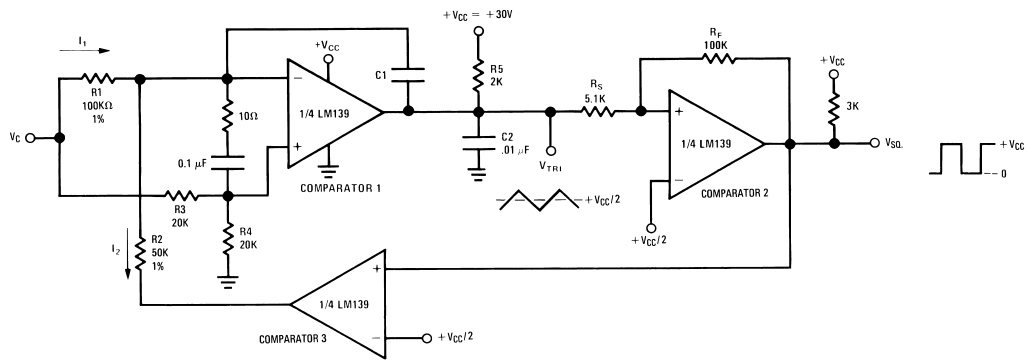 +VCC = +30V
I1
+VCC
RF
100K
C1
R5
2K
+VCC
R1
100KΩ
1%
−
RS
5.1K
3K
10Ω
1/4 LM139
+
1/4 LM139
VC
C2
.01 µF
VTRI
VSQ.
+VCC
0
+
0.1 µF
−
COMPARATOR 1
COMPARATOR 2
R3
20K
+VCC/2
+VCC/2
I2
R2
50K
1%
R4
20K
+
1/4 LM139
COMPARATOR 3
−
+VCC/2